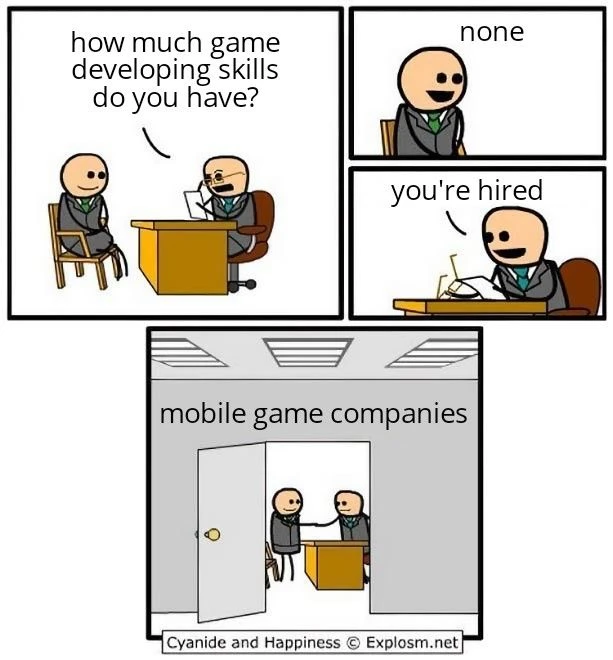 how much game
developing skills
do you have?
none
you're hired
mobile game companies
Cyanide and Happiness © Explosm.net